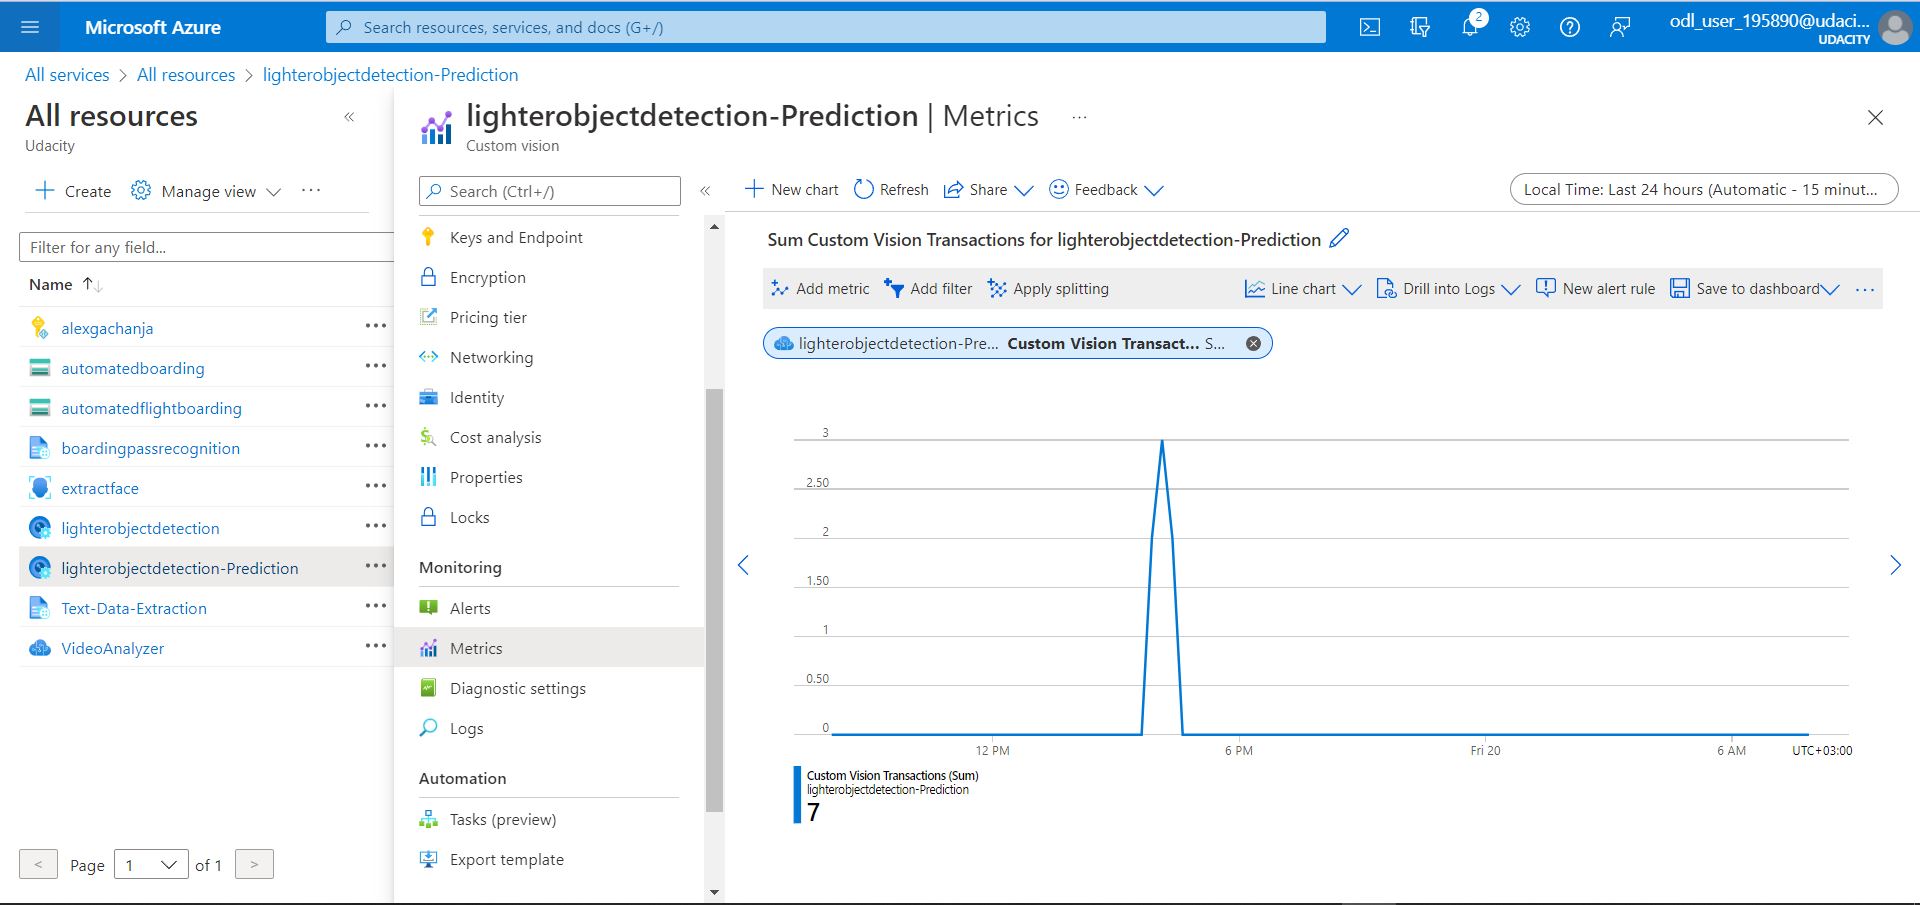 Microsoft Azure
Search resources, services, and docs (G+/)
2
odl_user_195890@udaci...
UDACITY
All services > All resources > lighterobjectdetection-Prediction
All resources
«
Udacity
+ Create
Manage view
...
Filter for any field...
Name ↑↓
alexgachanja
automatedboarding
automatedflightboarding
boardingpassrecognition
extractface
lighterobjectdetection
lighterobjectdetection-Prediction
Text-Data-Extraction
VideoAnalyzer
< Page 1 of 1 >
lighterobjectdetection-Prediction | Metrics
...
Custom vision
Search (Ctrl+/)
«
Keys and Endpoint
Encryption
Pricing tier
Networking
Identity
Cost analysis
Properties
Locks
Monitoring
Alerts
Metrics
Diagnostic settings
Logs
Automation
Tasks (preview)
Export template
+ New chart
Refresh
Share
Feedback
Local Time: Last 24 hours (Automatic - 15 minut...
Sum Custom Vision Transactions for lighterobjectdetection-Prediction
Add metric
Add filter
Apply splitting
Line chart
Drill into Logs
New alert rule
Save to dashboard
...
lighterobjectdetection-Pre... Custom Vision Transact... S...
3
2.50
2
1.50
1
0.50
0
12 PM
6 PM
Fri 20
6 AM
UTC+03:00
Custom Vision Transactions (Sum)
lighterobjectdetection-Prediction
7